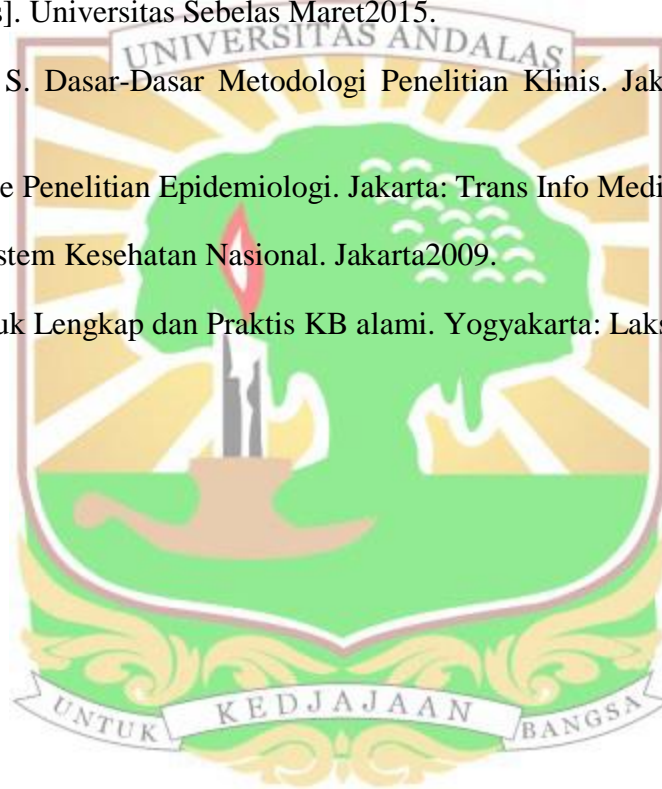 s]. Universitas Sebelas Maret2015.
UNIVERSITAS ANDALAS
S. Dasar-Dasar Metodologi Penelitian Klinis. Jak
e Penelitian Epidemiologi. Jakarta: Trans Info Medi
stem Kesehatan Nasional. Jakarta2009.
uk Lengkap dan Praktis KB alami. Yogyakarta: Laks
UNTUK KEDJAJAAN BANGSA